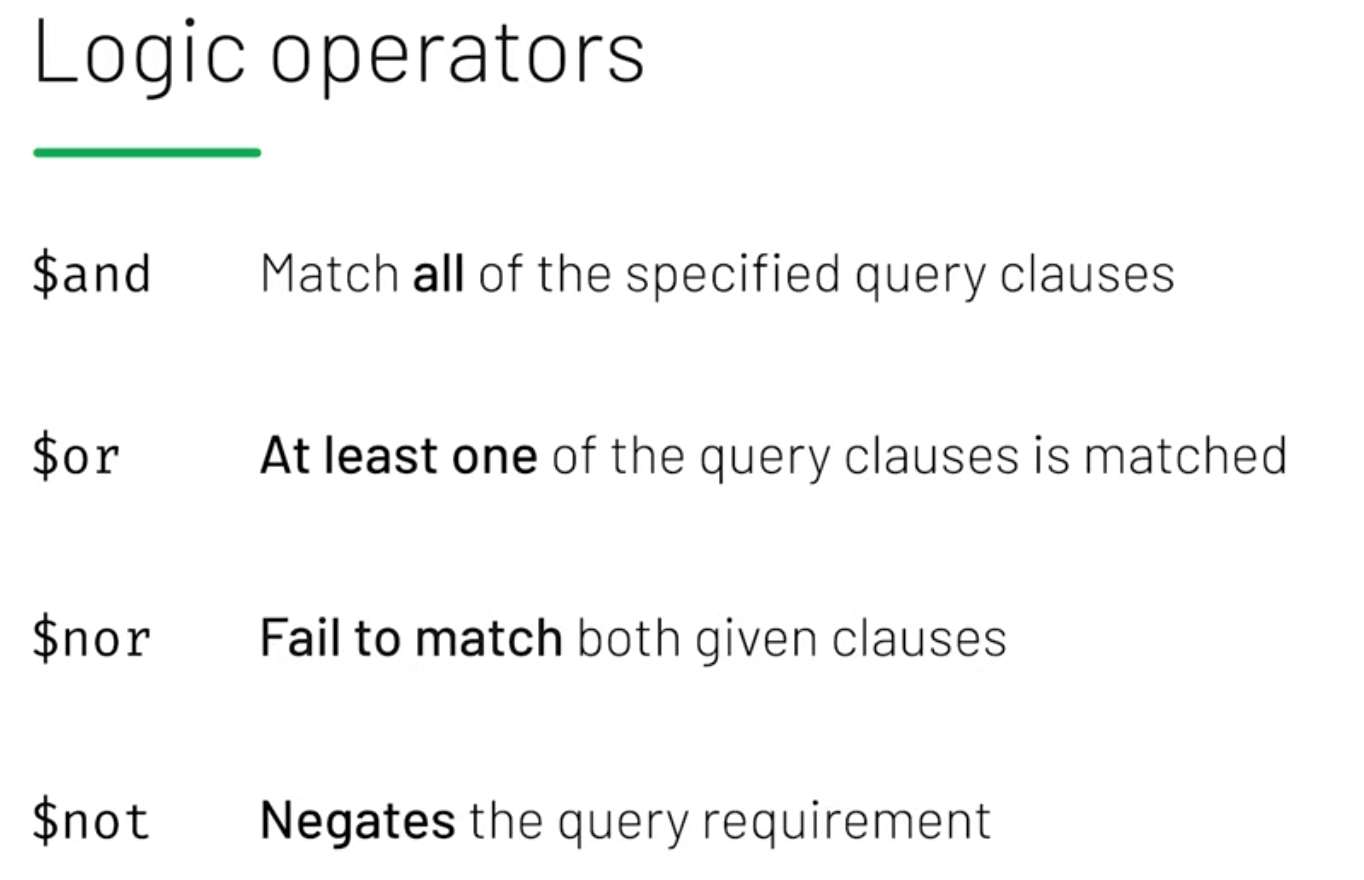 Logic operators
$and Match all of the specified query clauses
$or At least one of the query clauses is matched
$nor Fail to match both given clauses
$not Negates the query requirement